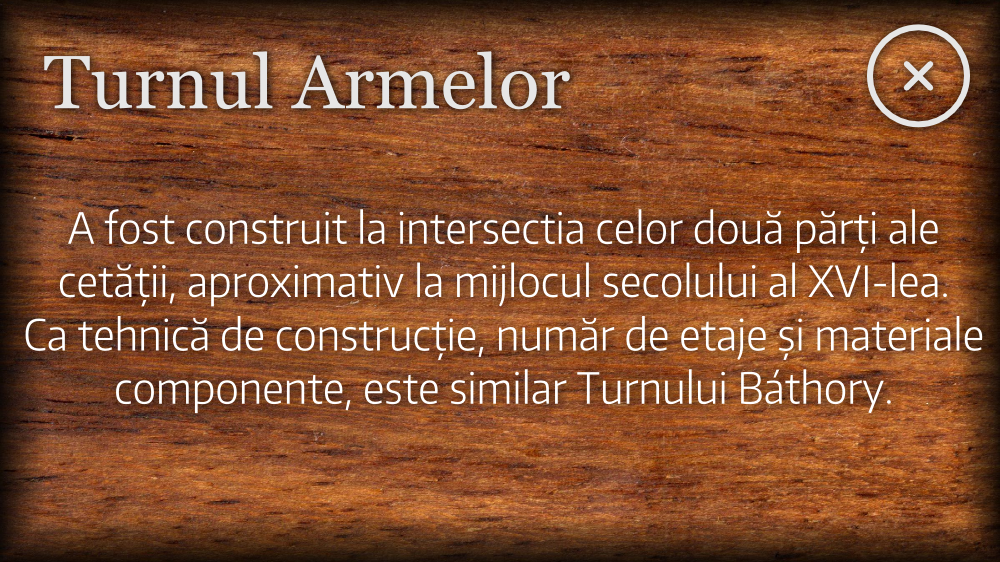 Turnul Armelor
A fost construit la intersectia celor două părți ale
cetății, aproximativ la mijlocul secolului al XVI-lea.
Ca tehnică de construcție, număr de etaje și materiale
componente, este similar Turnului Báthory.